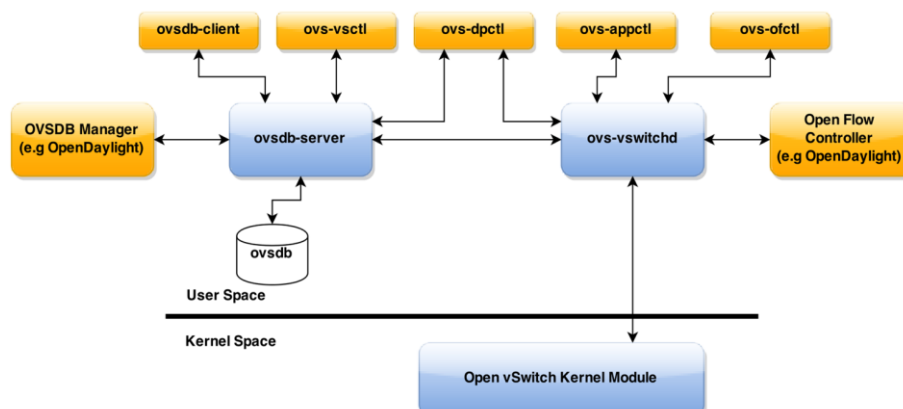 ovsdb-client
ovs-vsctl
ovs-dpctl
ovs-appctl
ovs-ofctl
OVSDB Manager
(e.g OpenDaylight)
ovsdb-server
ovs-vswitchd
Open Flow
Controller
(e.g OpenDaylight)
ovsdb
User Space
Kernel Space
Open vSwitch Kernel Module